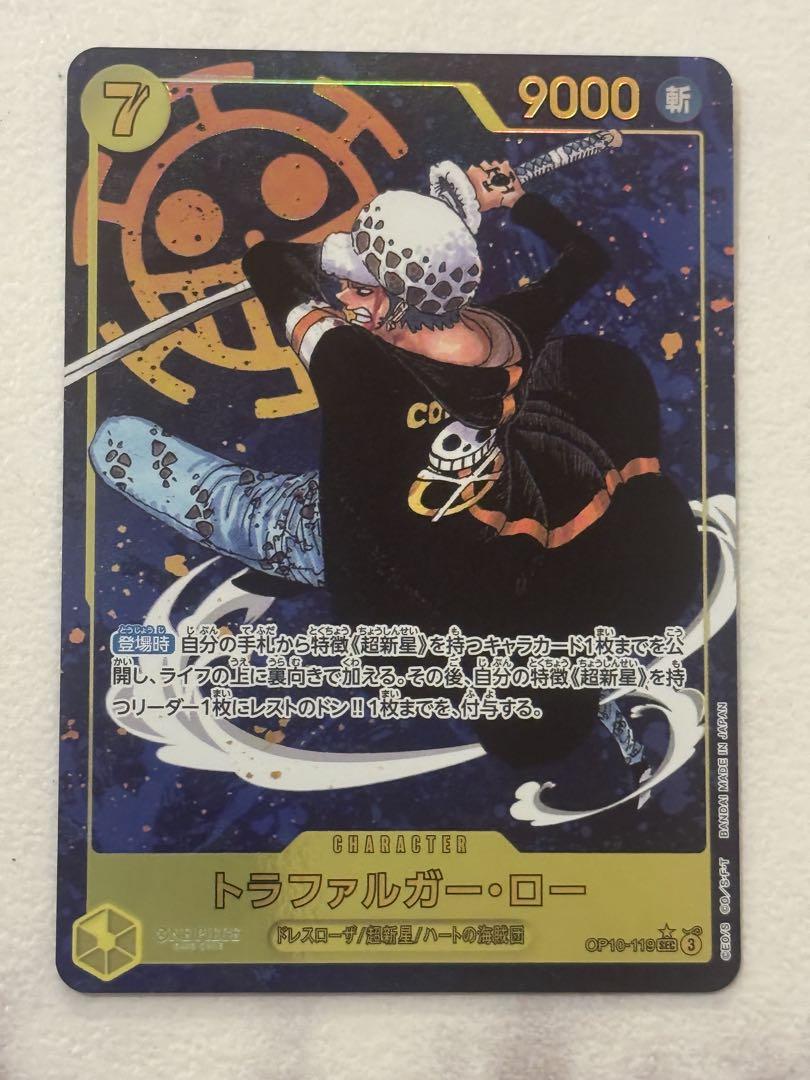 7
9000 斬
CO
登場時 自分の手札から特徴《超新星》を持つキャラカード1枚までを公
開し、ライフの上に裏向きで加える。その後、自分の特徴《超新星》を持
つリーダー1枚にレストのドン‼1枚までを、付与する。
CHARACTER
トラファルガー・ロー
ONE PIECE
CARD GAME
ドレスローザ/超新星/ハートの海賊団
OP10-119 SEC 3
©EO/S ©O/S・F・T BANDAI MADE IN JAPAN